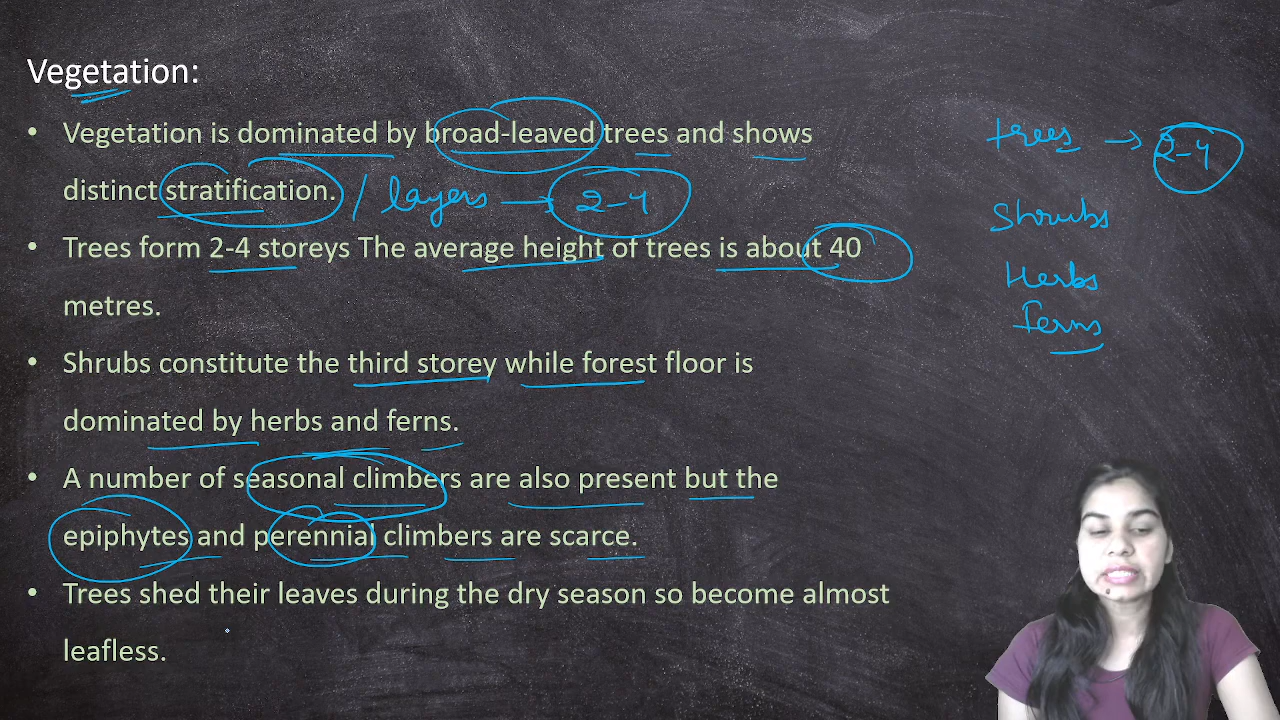 Vegetation:
• Vegetation is dominated by broad-leaved trees and shows
distinct stratification. / layers → 2-4
• Trees form 2-4 storeys The average height of trees is about 40
metres.
• Shrubs constitute the third storey while forest floor is
dominated by herbs and ferns.
• A number of seasonal climbers are also present but the
epiphytes and perennial climbers are scarce.
• Trees shed their leaves during the dry season so become almost
leafless.
trees → 2-4
Shrubs
Herbs
ferns